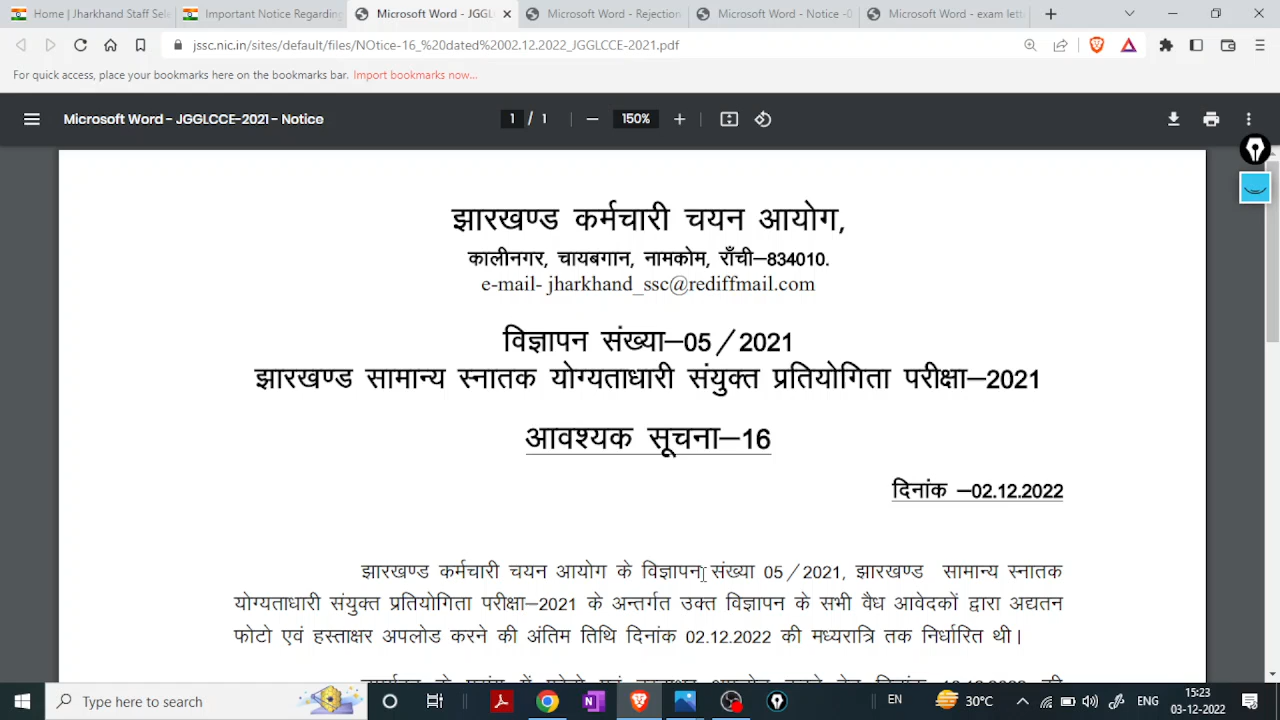 Home | Jharkhand Staff Sele
Important Notice Regarding
Microsoft Word - JGGL
Microsoft Word - Rejection
Microsoft Word - Notice -0
Microsoft Word - exam lett
jssc.nic.in/sites/default/files/NOtice-16_%20dated%2002.12.2022_JGGLCCE-2021.pdf
For quick access, place your bookmarks here on the bookmarks bar. Import bookmarks now...
Microsoft Word - JGGLCCE-2021 - Notice
1 / 1
150%
झारखण्ड कर्मचारी चयन आयोग,
कालीनगर, चायबगान, नामकोम, राँची–834010.
e-mail- jharkhand_ssc@rediffmail.com
विज्ञापन संख्या–05/2021
झारखण्ड सामान्य स्नातक योग्यताधारी संयुक्त प्रतियोगिता परीक्षा–2021
आवश्यक सूचना–16
दिनांक –02.12.2022
झारखण्ड कर्मचारी चयन आयोग के विज्ञापन संख्या 05/2021, झारखण्ड सामान्य स्नातक
योग्यताधारी संयुक्त प्रतियोगिता परीक्षा–2021 के अन्तर्गत उक्त विज्ञापन के सभी वैध आवेदकों द्वारा अद्यतन
फोटो एवं हस्ताक्षर अपलोड करने की अंतिम तिथि दिनांक 02.12.2022 की मध्यरात्रि तक निर्धारित थी।
Type here to search
EN
30°C
ENG
15:23
03-12-2022